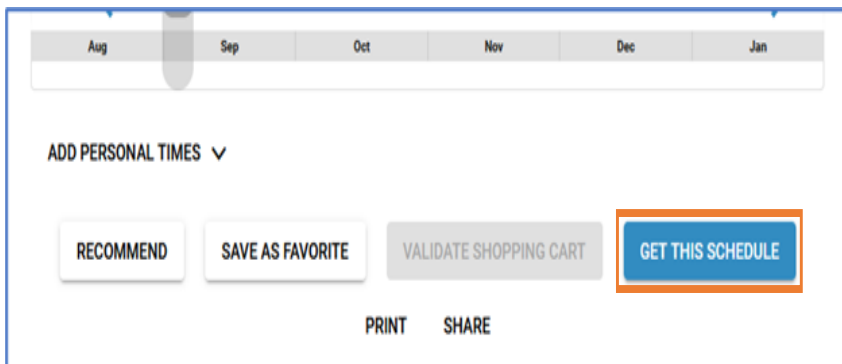 Aug Sep Oct Nov Dec Jan
ADD PERSONAL TIMES
RECOMMEND SAVE AS FAVORITE VALIDATE SHOPPING CART GET THIS SCHEDULE
PRINT SHARE